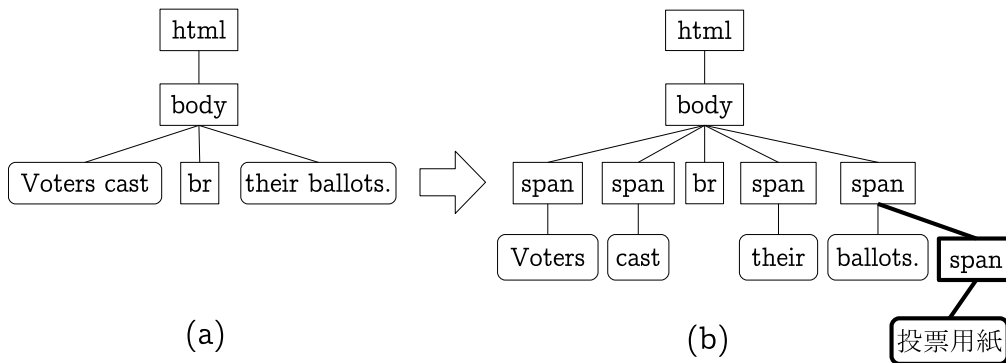 html
body
Voters cast
br
their ballots.
(a)
html
body
span
span
br
span
span
Voters
cast
their
ballots.
span
投票用紙
(b)